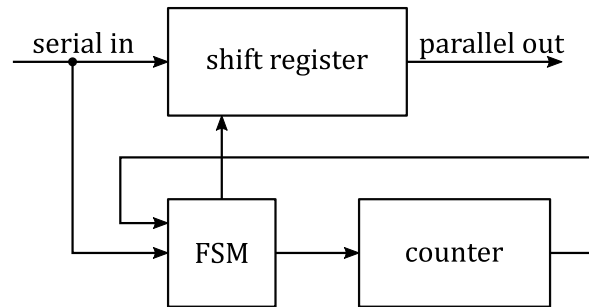 serial in
shift register
parallel out
FSM
counter